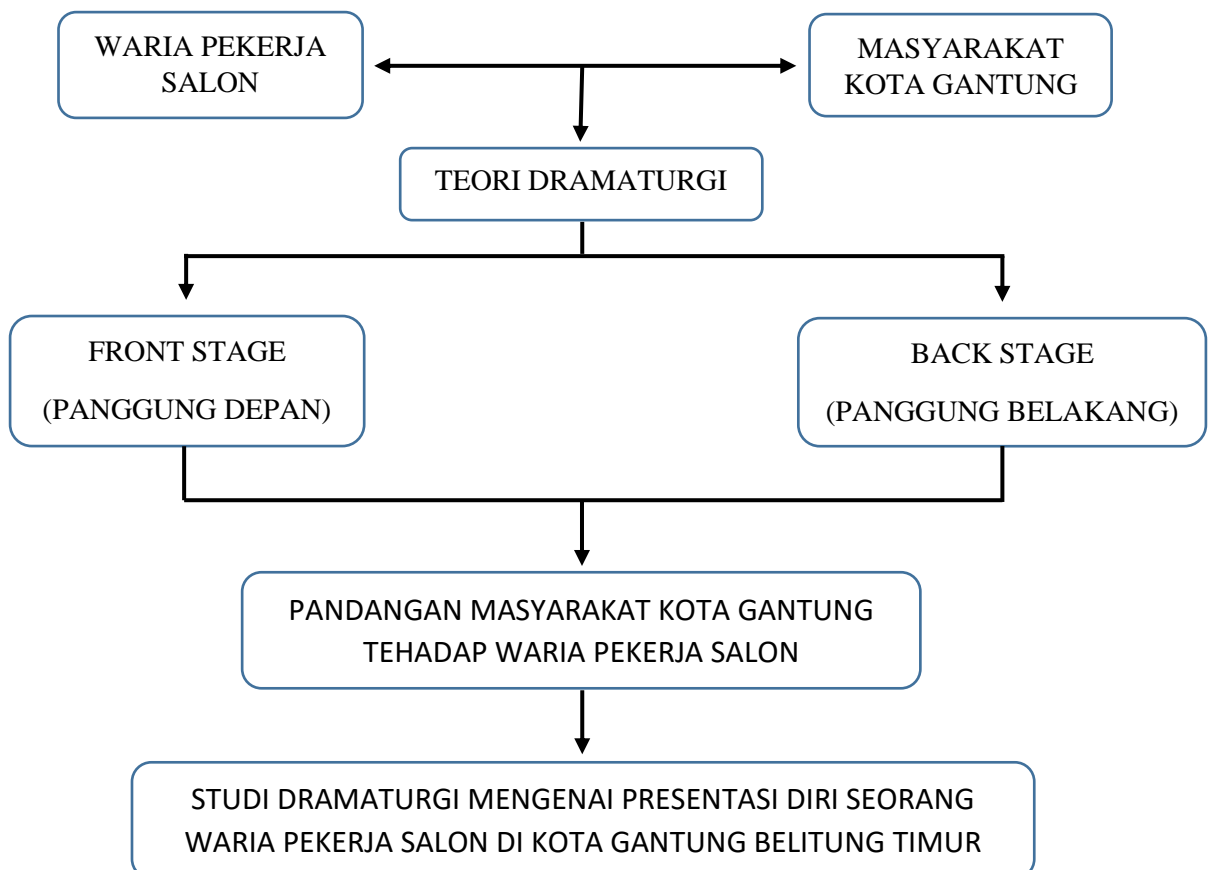 WARIA PEKERJA
SALON
MASYARAKAT
KOTA GANTUNG
TEORI DRAMATURGI
FRONT STAGE
(PANGGUNG DEPAN)
BACK STAGE
(PANGGUNG BELAKANG)
PANDANGAN MASYARAKAT KOTA GANTUNG
TEHADAP WARIA PEKERJA SALON
STUDI DRAMATURGI MENGENAI PRESENTASI DIRI SEORANG
WARIA PEKERJA SALON DI KOTA GANTUNG BELITUNG TIMUR